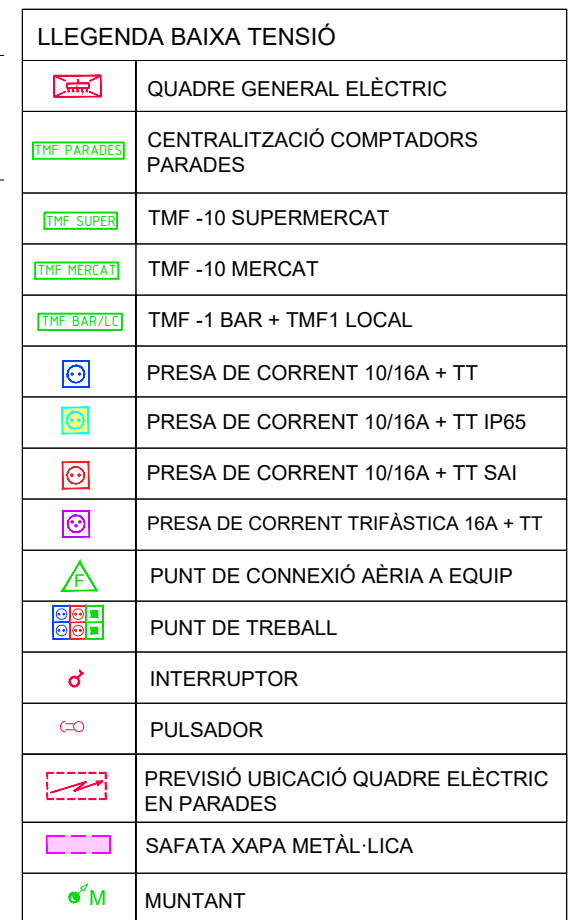 LLEGENDA BAIXA TENSIÓ
QUADRE GENERAL ELÈCTRIC
TMF PARADES
CENTRALITZACIÓ COMPTADORS
PARADES
TMF SUPER
TMF -10 SUPERMERCAT
TMF MERCAT
TMF -10 MERCAT
TMF BAR/LC
TMF -1 BAR + TMF1 LOCAL
PRESA DE CORRENT 10/16A + TT
PRESA DE CORRENT 10/16A + TT IP65
PRESA DE CORRENT 10/16A + TT SAI
PRESA DE CORRENT TRIFÀSTICA 16A + TT
F
PUNT DE CONNEXIÓ AÈRIA A EQUIP
PUNT DE TREBALL
INTERRUPTOR
PULSADOR
PREVISIÓ UBICACIÓ QUADRE ELÈCTRIC
EN PARADES
SAFATA XAPA METÀL·LICA
M
MUNTANT